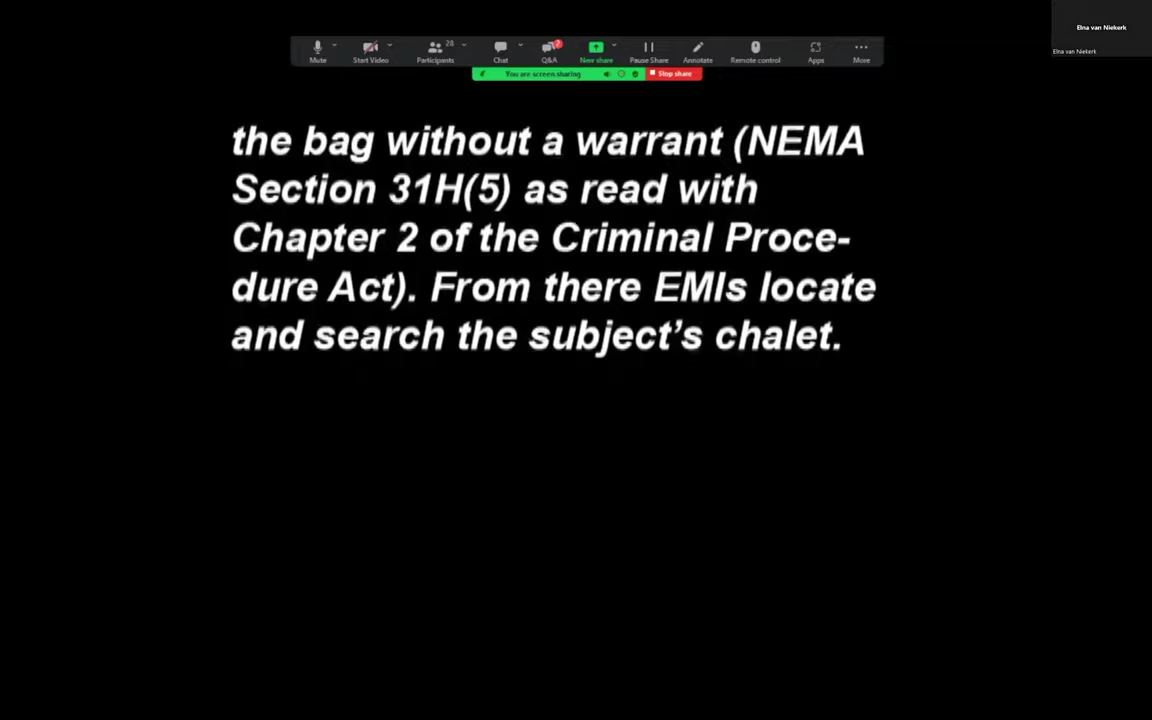 Elna van Niekerk
Elna van Niekerk
28
2
Mute
Start Video
Participants
Chat
Q&A
New share
Pause Share
Annotate
Remote control
Apps
More
You are screen sharing
Stop share
the bag without a warrant (NEMA
Section 31H(5) as read with
Chapter 2 of the Criminal Proce-
dure Act). From there EMIs locate
and search the subject’s chalet.